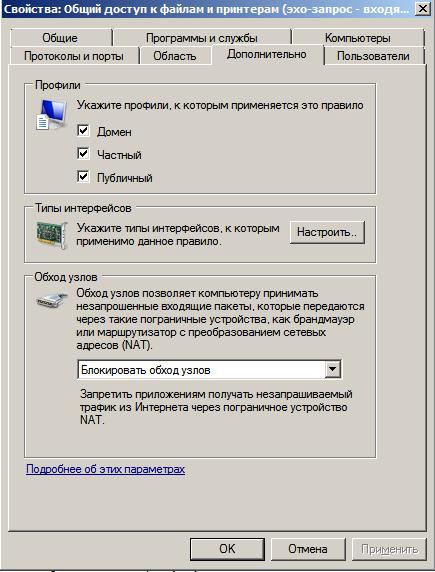 Свойства: Общий доступ к файлам и принтерам (эхо-запрос - входя...
Общие
Программы и службы
Компьютеры
Протоколы и порты
Область
Дополнительно
Пользователи
Профили
Укажите профили, к которым применяется это правило
Домен
Частный
Публичный
Типы интерфейсов
Укажите типы интерфейсов, к которым
применимо данное правило.
Настроить..
Обход узлов
Обход узлов позволяет компьютеру принимать
незапрошенные входящие пакеты, которые передаются
через такие пограничные устройства, как брандмауэр
или маршрутизатор с преобразованием сетевых
адресов (NAT).
Блокировать обход узлов
Запретить приложениям получать незапрашиваемый
трафик из Интернета через пограничное устройство
NAT.
Подробнее об этих параметрах
OK
Отмена
Применить